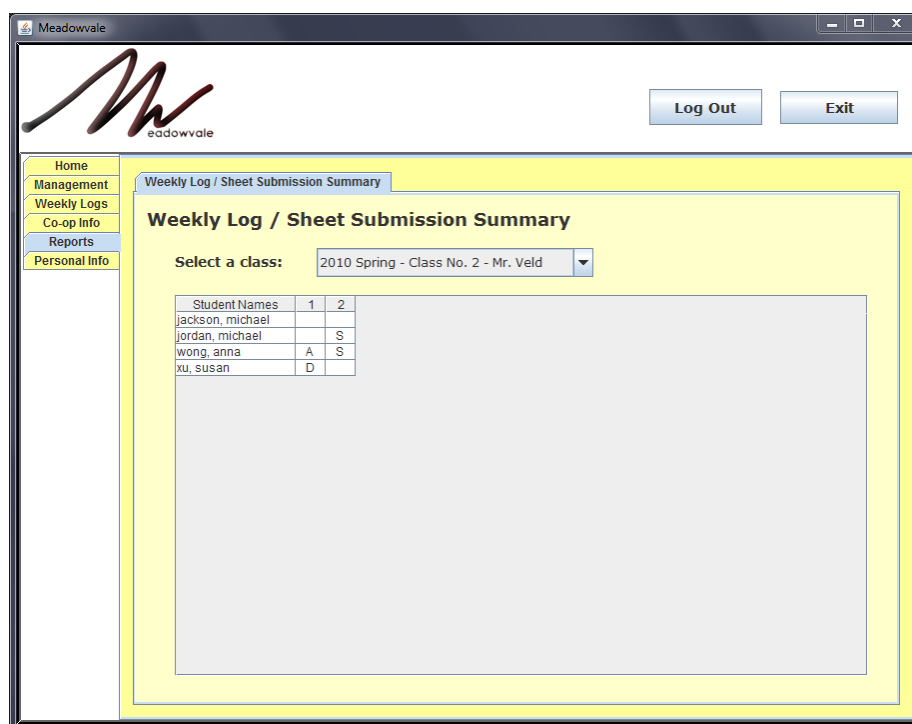 Meadowvale
eadowvale
Log Out
Exit
Home
Management
Weekly Logs
Co-op Info
Reports
Personal Info
Weekly Log / Sheet Submission Summary
Weekly Log / Sheet Submission Summary
Select a class: 2010 Spring - Class No. 2 - Mr. Veld
Student Names 1 2
jackson, michael
jordan, michael S
wong, anna A S
xu, susan D